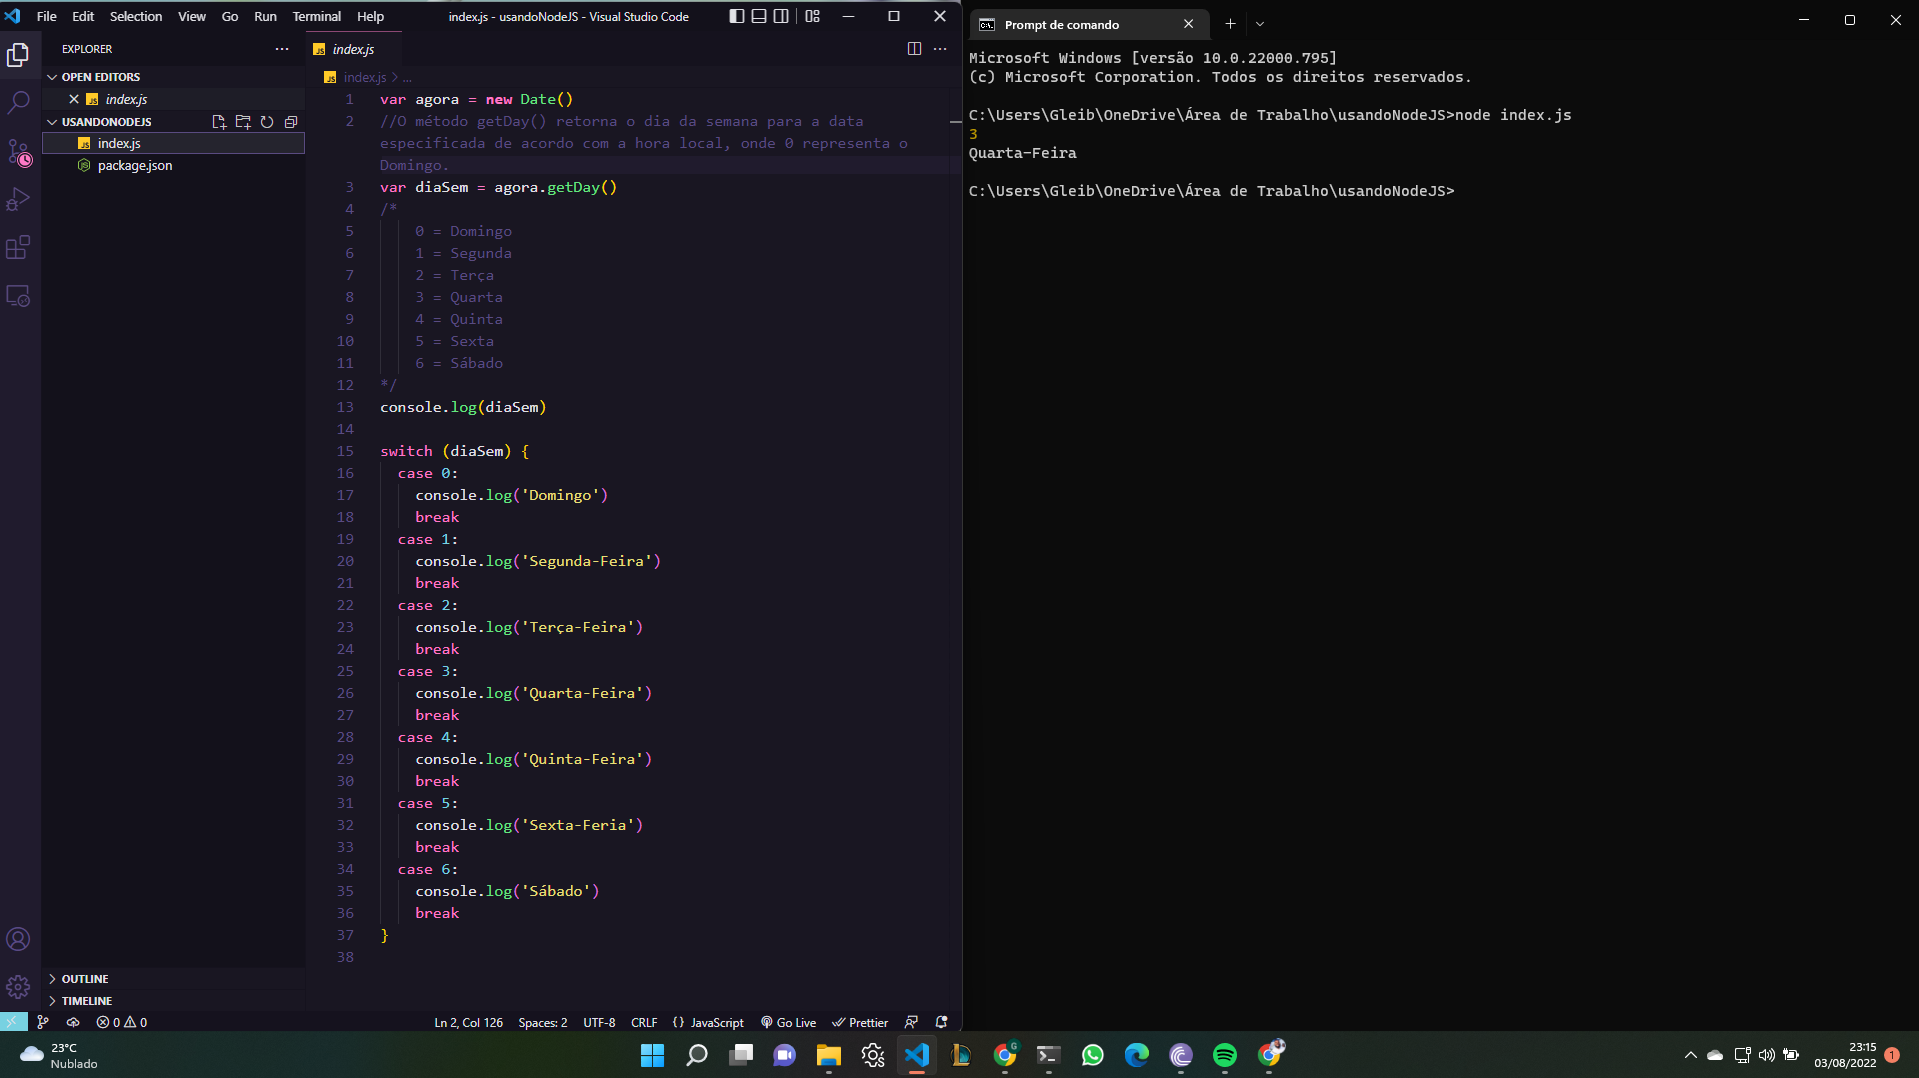 File Edit Selection View Go Run Terminal Help
index.js - usandoNodeJS - Visual Studio Code
EXPLORER
OPEN EDITORS
index.js
USANDONODEJS
index.js
package.json
OUTLINE
TIMELINE
index.js
index.js > ...
1 var agora = new Date()
2 //O método getDay() retorna o dia da semana para a data
especificada de acordo com a hora local, onde 0 representa o
Domingo.
3 var diaSem = agora.getDay()
4 /*
5 0 = Domingo
6 1 = Segunda
7 2 = Terça
8 3 = Quarta
9 4 = Quinta
10 5 = Sexta
11 6 = Sábado
12 */
13 console.log(diaSem)
14
15 switch (diaSem) {
16 case 0:
17 console.log('Domingo')
18 break
19 case 1:
20 console.log('Segunda-Feira')
21 break
22 case 2:
23 console.log('Terça-Feira')
24 break
25 case 3:
26 console.log('Quarta-Feira')
27 break
28 case 4:
29 console.log('Quinta-Feira')
30 break
31 case 5:
32 console.log('Sexta-Feria')
33 break
34 case 6:
35 console.log('Sábado')
36 break
37 }
38
0 0
Ln 2, Col 126 Spaces: 2 UTF-8 CRLF {} JavaScript Go Live Prettier
Prompt de comando
Microsoft Windows [versão 10.0.22000.795]
(c) Microsoft Corporation. Todos os direitos reservados.
C:\Users\Gleib\OneDrive\Área de Trabalho\usandoNodeJS>node index.js
3
Quarta-Feira
C:\Users\Gleib\OneDrive\Área de Trabalho\usandoNodeJS>
23°C
Nublado
23:15
03/08/2022
1